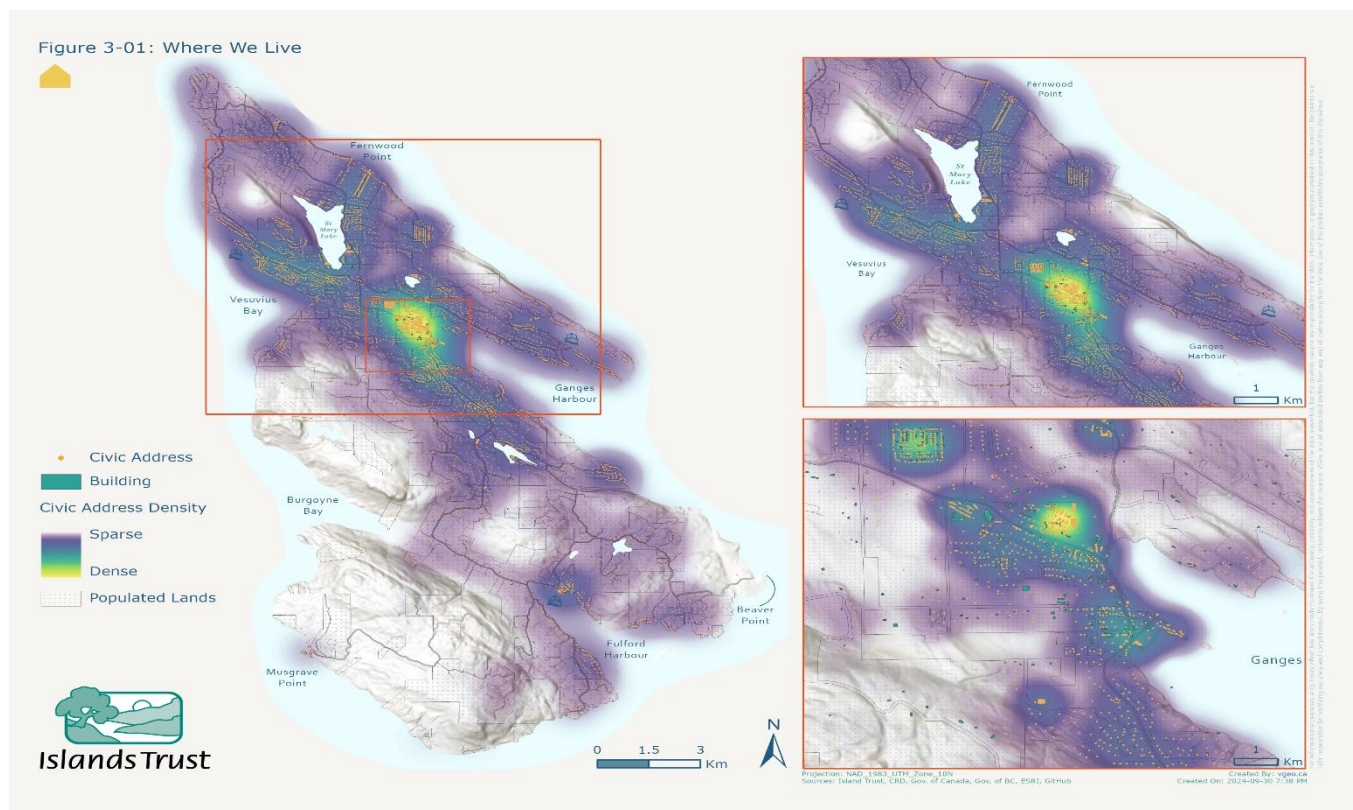 Figure 3-01: Where We Live
Fernwood
Point
St
Mary
Lake
Vesuvius
Bay
Ganges
Harbour
Burgoyne
Bay
Beaver
Point
Fulford
Harbour
Musgrave
Point
Civic Address
Building
Civic Address Density
Sparse
Dense
Populated Lands
Islands Trust
0 1.5 3
Km
N
Fernwood
Point
St
Mary
Lake
Vesuvius
Bay
Ganges
Harbour
1
Km
Ganges
1
Km
Projection: NAD_1983_UTM_Zone_10N
Created By: vgeo.ca
Sources: Island Trust, CRD, Gov. of Canada, Gov. of BC, ESRI, GitHub
Created On: 2024-09-30 7:38 PM